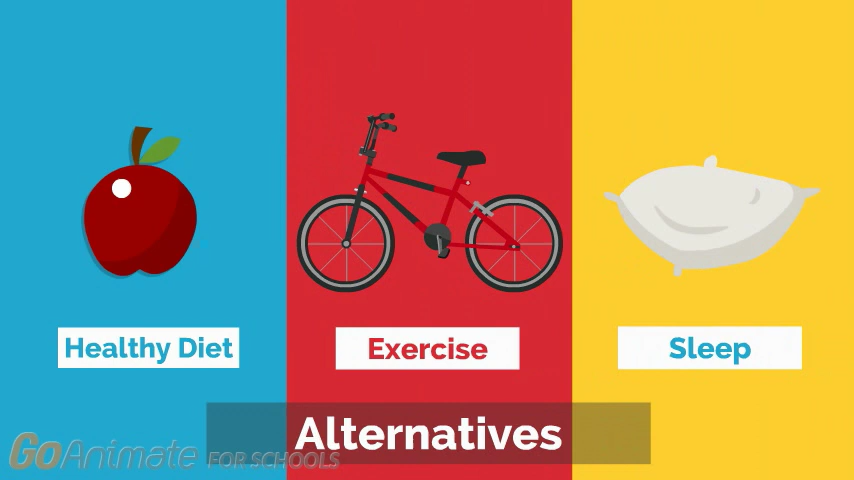 Healthy Diet
Exercise
Sleep
Alternatives
GoAnimate FOR SCHOOLS